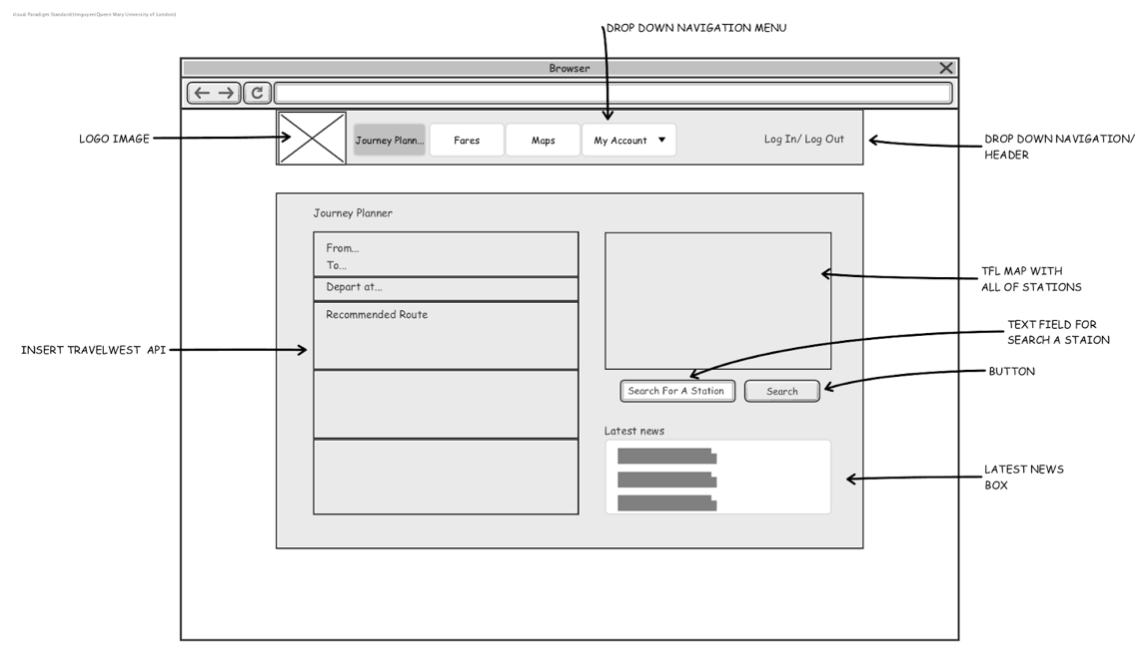 Visual Paradigm Standard(ttnguyen(Queen Mary University of London)
DROP DOWN NAVIGATION MENU
Browser
LOGO IMAGE
Journey Plann...
Fares
Maps
My Account
Log In/ Log Out
DROP DOWN NAVIGATION/
HEADER
Journey Planner
From...
To...
Depart at...
Recommended Route
INSERT TRAVELWEST API
TFL MAP WITH
ALL OF STATIONS
TEXT FIELD FOR
SEARCH A STAION
BUTTON
Search For A Station
Search
Latest news
LATEST NEWS
BOX